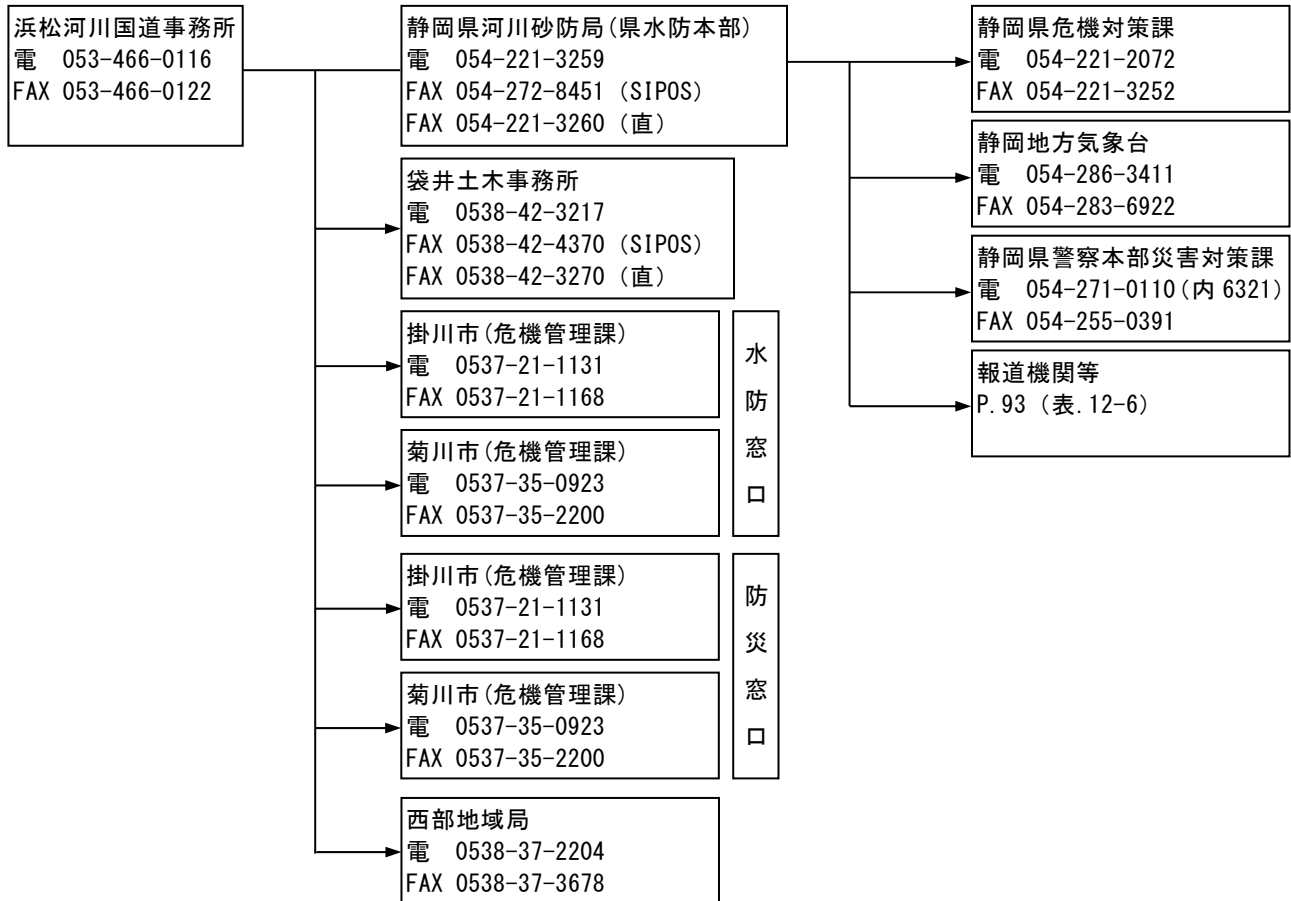 浜松河川国道事務所
電 053-466-0116
FAX 053-466-0122
静岡県河川砂防局(県水防本部)
電 054-221-3259
FAX 054-272-8451 (SIPOS)
FAX 054-221-3260 (直)
袋井土木事務所
電 0538-42-3217
FAX 0538-42-4370 (SIPOS)
FAX 0538-42-3270 (直)
掛川市(危機管理課)
電 0537-21-1131
FAX 0537-21-1168
菊川市(危機管理課)
電 0537-35-0923
FAX 0537-35-2200
水防窓口
掛川市(危機管理課)
電 0537-21-1131
FAX 0537-21-1168
菊川市(危機管理課)
電 0537-35-0923
FAX 0537-35-2200
防災窓口
西部地域局
電 0538-37-2204
FAX 0538-37-3678
静岡県危機対策課
電 054-221-2072
FAX 054-221-3252
静岡地方気象台
電 054-286-3411
FAX 054-283-6922
静岡県警察本部災害対策課
電 054-271-0110(内 6321)
FAX 054-255-0391
報道機関等
P.93 (表.12-6)